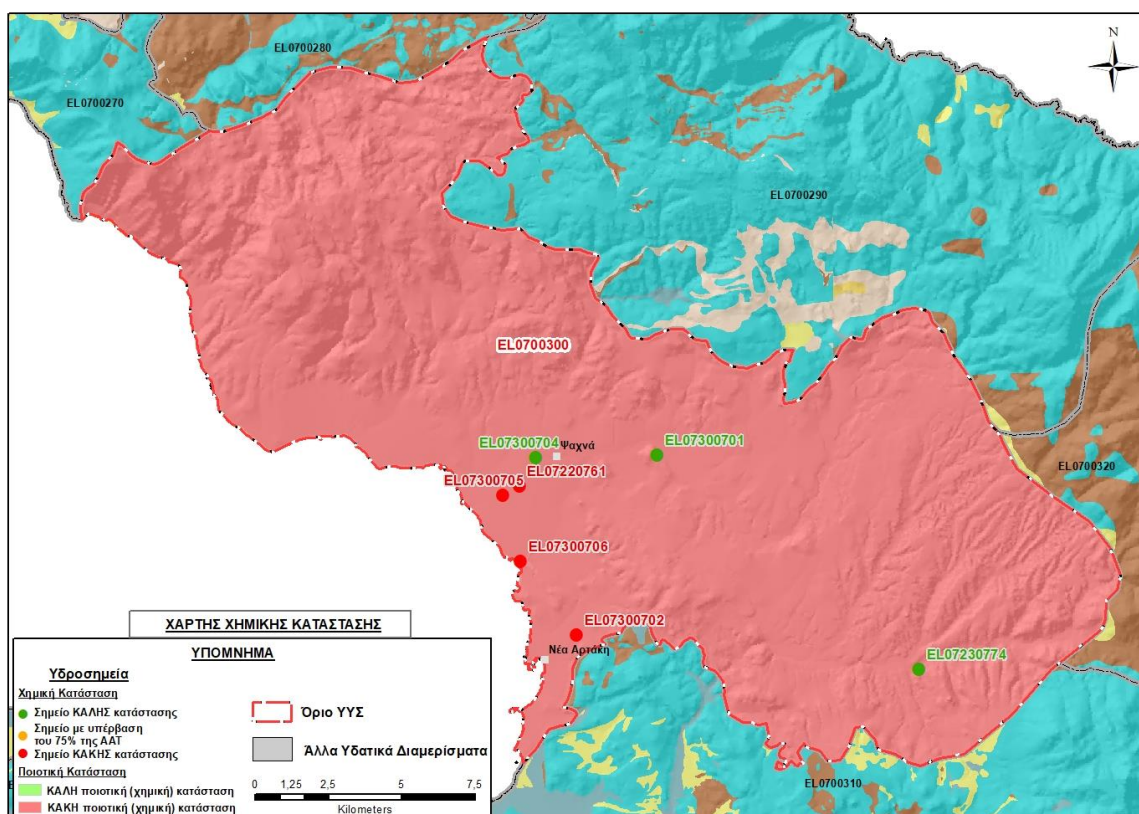 N
EL0700280
EL0700270
EL0700290
EL0700300
EL07300704
Ψαχνά
EL07300701
EL07220761
EL07300705
EL0700320
EL07300706
EL07300702
Νέα Αρτάκη
EL07230774
EL0700310
ΧΑΡΤΗΣ ΧΗΜΙΚΗΣ ΚΑΤΑΣΤΑΣΗΣ
ΥΠΟΜΝΗΜΑ
Υδροσημεία
Χημική Κατάσταση
Σημείο ΚΑΛΗΣ κατάστασης
Σημείο με υπέρβαση
του 75% της ΑΑΤ
Σημείο ΚΑΚΗΣ κατάστασης
Ποιοτική Κατάσταση
ΚΑΛΗ ποιοτική (χημική) κατάσταση
ΚΑΚΗ ποιοτική (χημική) κατάσταση
Όριο ΥΥΣ
Άλλα Υδατικά Διαμερίσματα
0 1,25 2,5 5 7,5
Kilometers